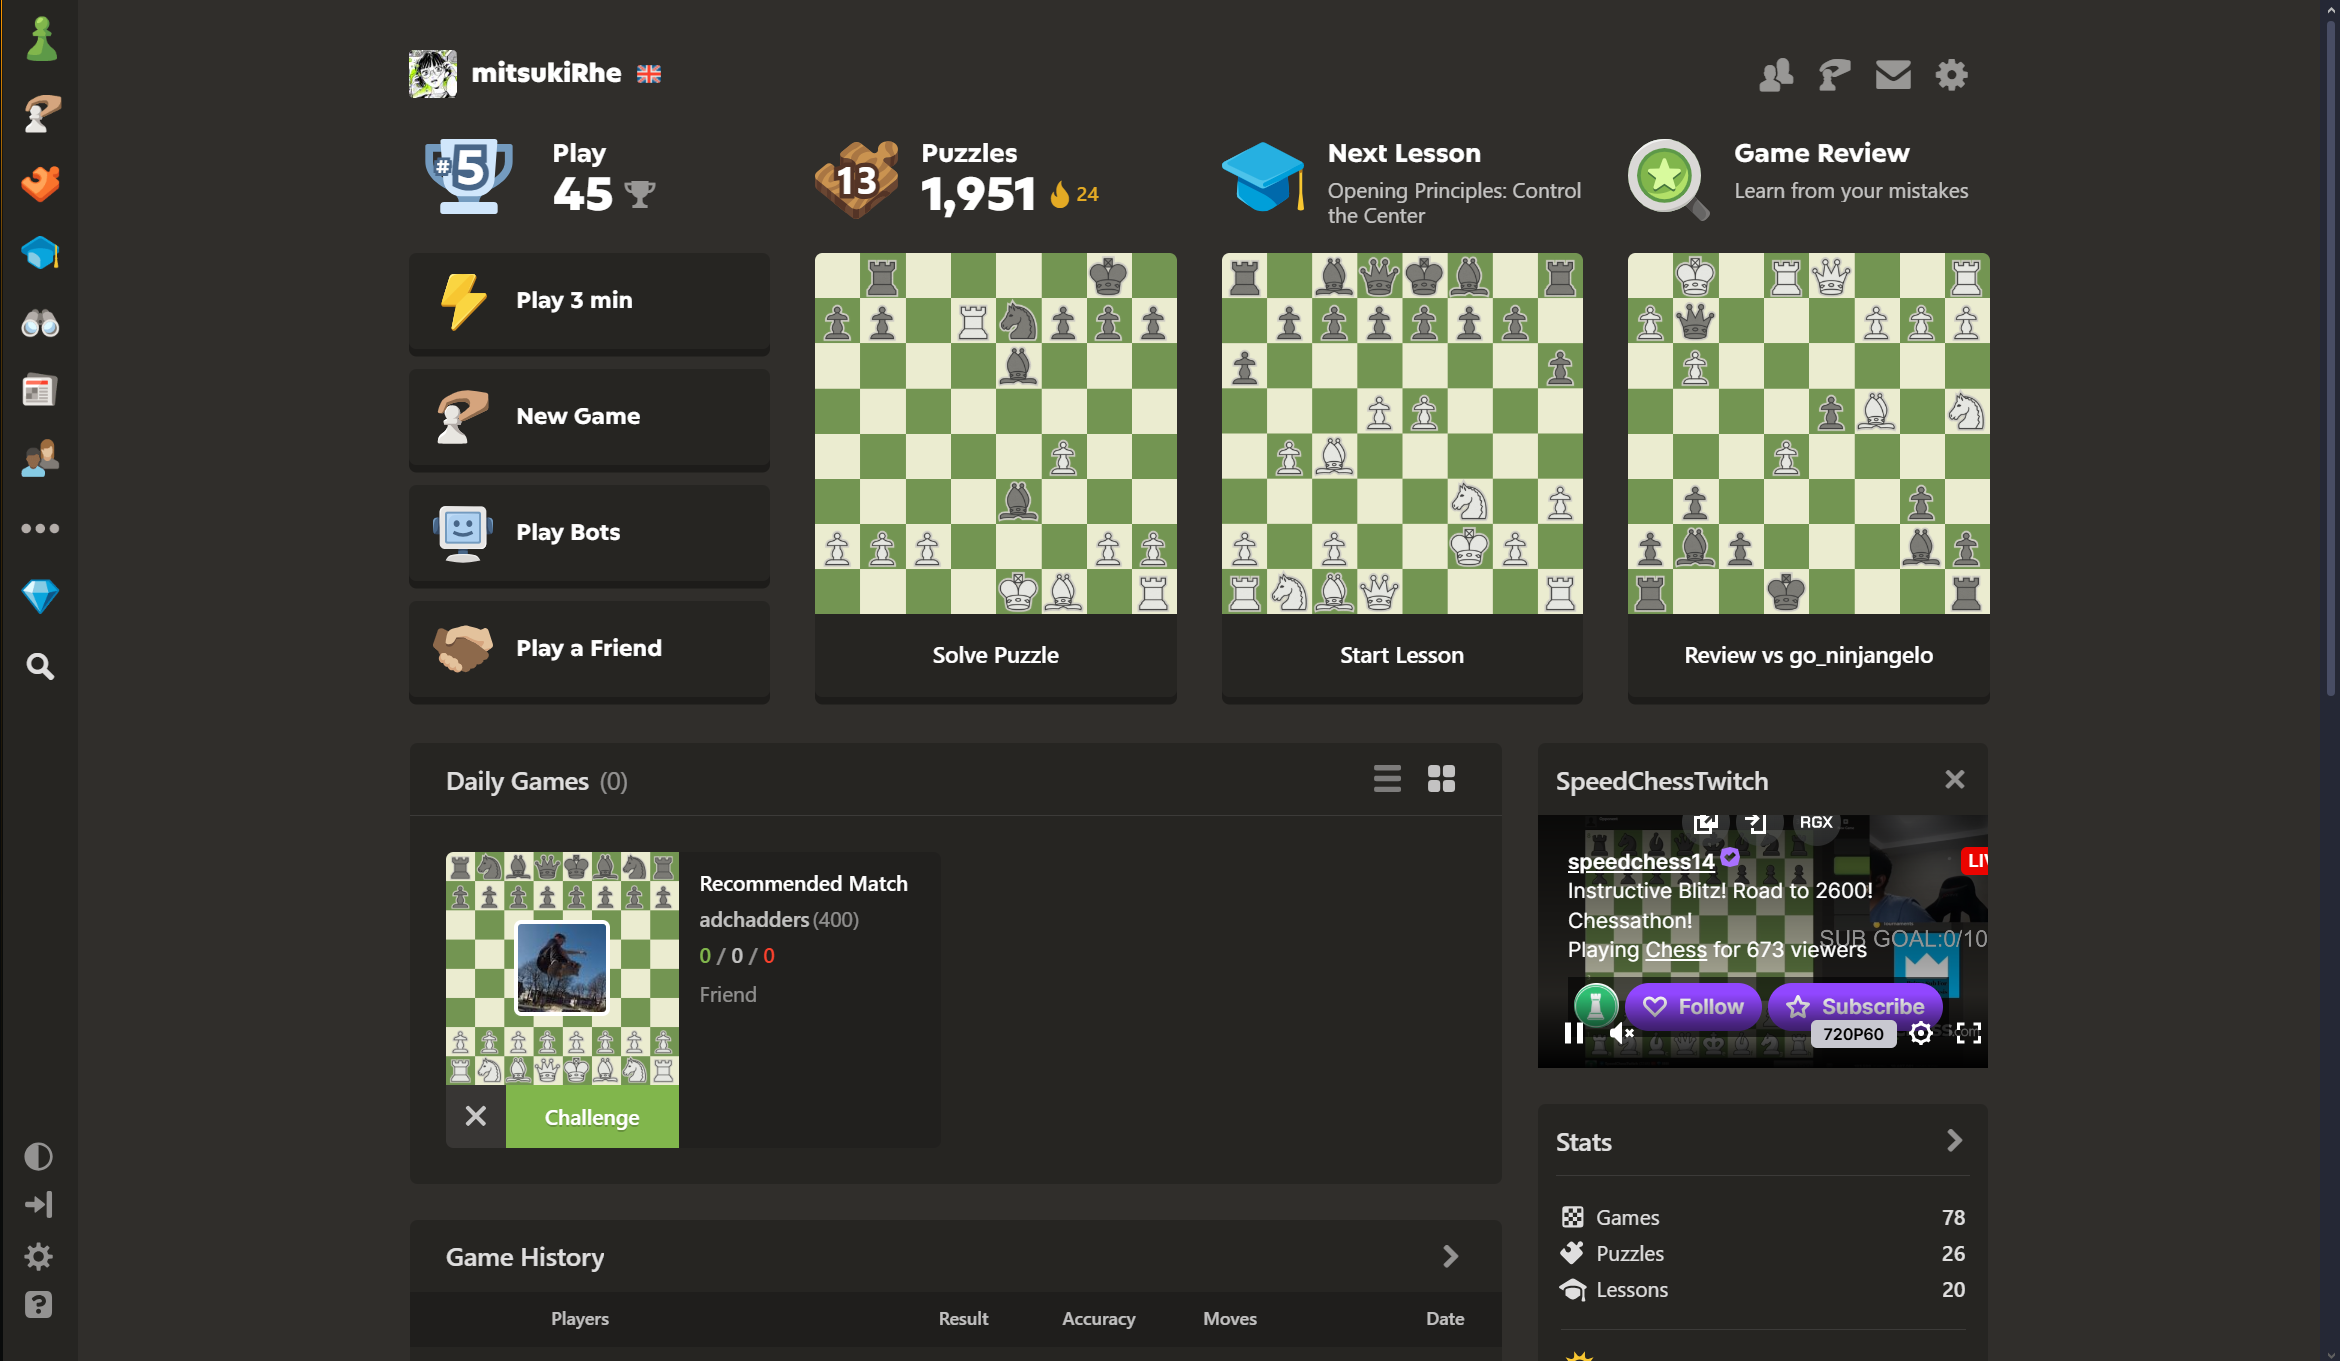 mitsukiRhe
#5
Play
45
13
Puzzles
1,951
24
Next Lesson
Opening Principles: Control
the Center
Game Review
Learn from your mistakes
Play 3 min
New Game
Play Bots
Play a Friend
Solve Puzzle
Start Lesson
Review vs go_ninjangelo
Daily Games (0)
Recommended Match
adchadders (400)
0 / 0 / 0
Friend
Challenge
SpeedChessTwitch
RGX
speedchess14
LIV
Instructive Blitz! Road to 2600!
Chessathon!
SUB GOAL:0/10
Playing Chess for 673 viewers
Follow
Subscribe
720P60
Stats
Games 78
Puzzles 26
Lessons 20
Game History
Players Result Accuracy Moves Date